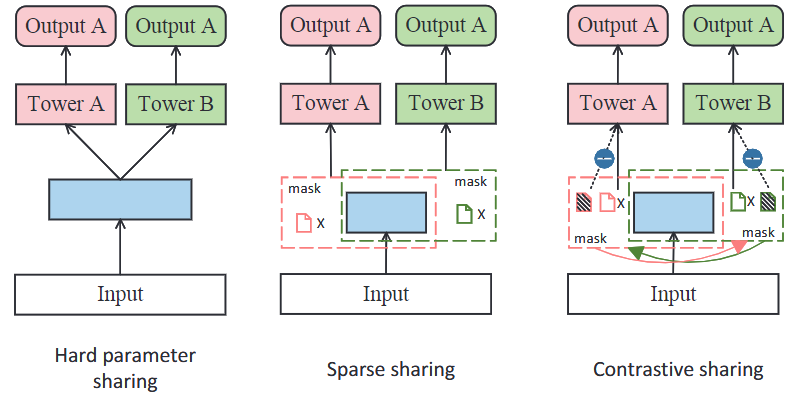 Output A
Output A
Tower A
Tower B
Input
Hard parameter
sharing
Output A
Output A
Tower A
Tower B
mask
mask
X
X
Input
Sparse sharing
Output A
Output A
Tower A
Tower B
X
X
mask
mask
Input
Contrastive sharing